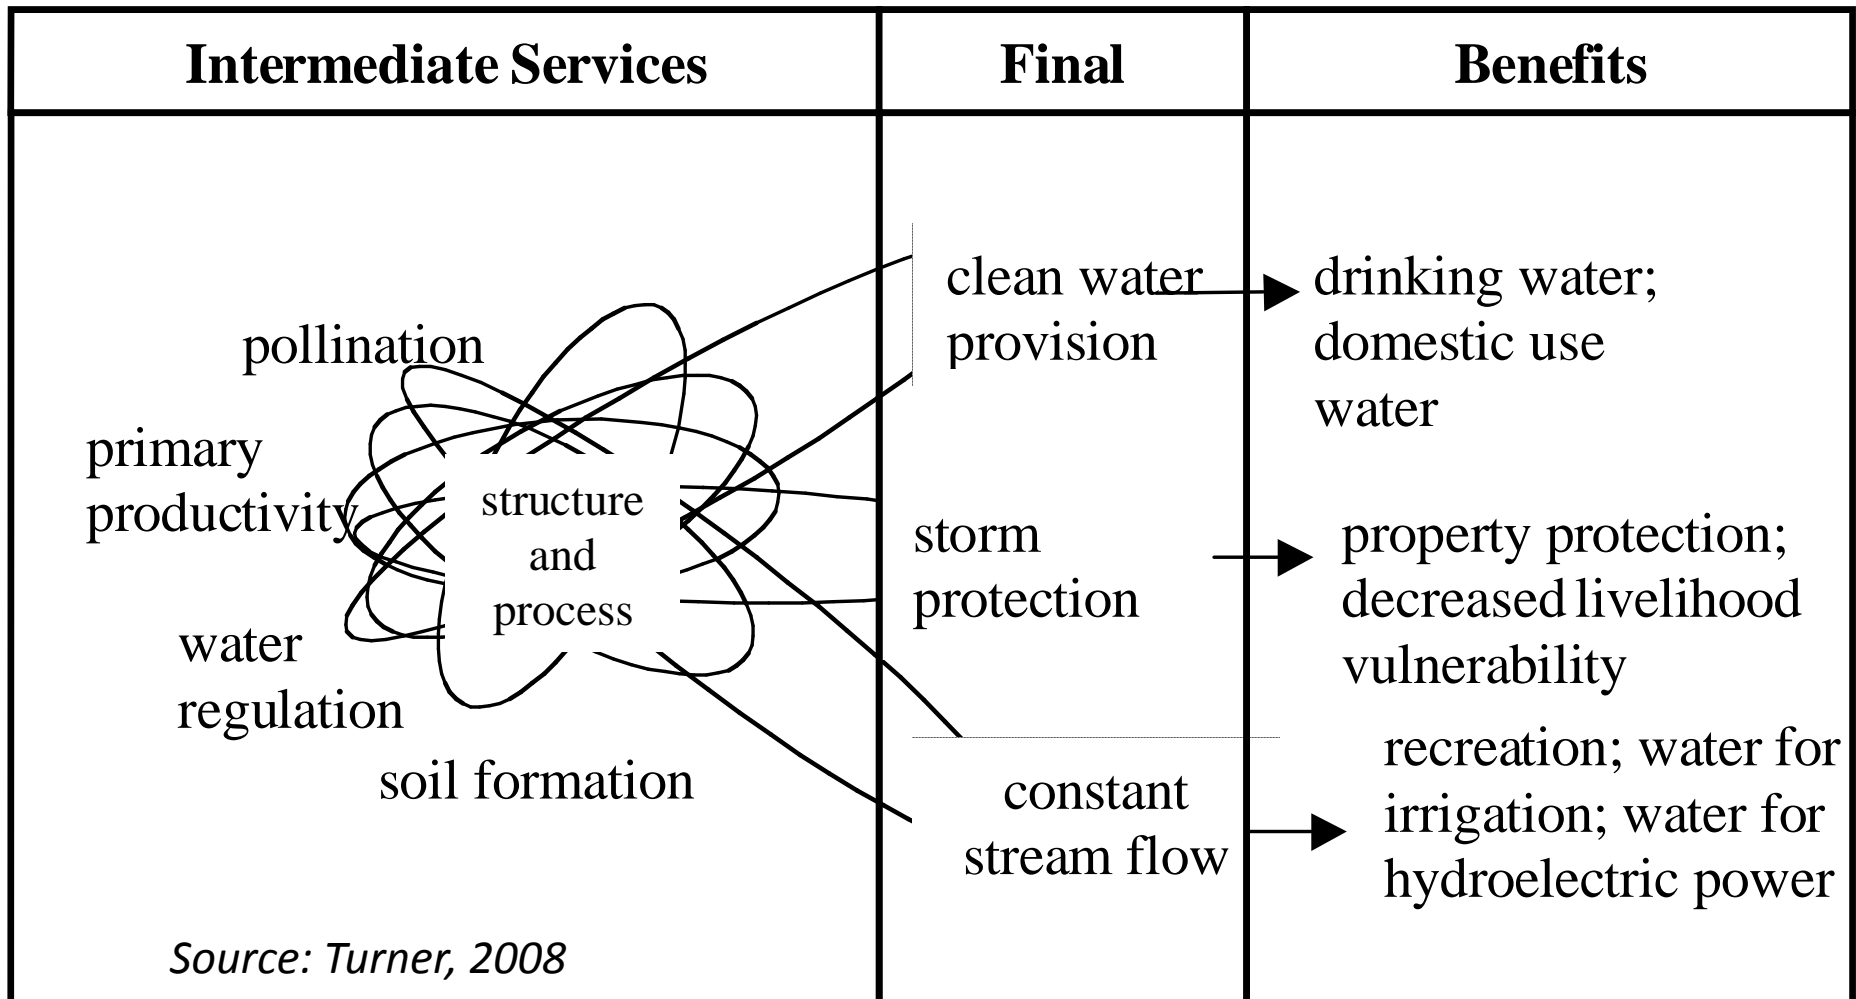 Intermediate Services
Final
Benefits
pollination
primary
productivity
water
regulation
soil formation
structure
and
process
clean water
provision
storm
protection
constant
stream flow
drinking water;
domestic use
water
property protection;
decreased livelihood
vulnerability
recreation; water for
irrigation; water for
hydroelectric power
Source: Turner, 2008